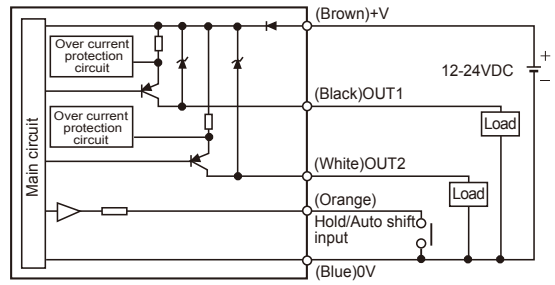 (Brown)+V
Over current
protection
circuit
12-24VDC
+
−
(Black)OUT1
Load
Over current
protection
circuit
Main circuit
(White)OUT2
Load
(Orange)
Hold/Auto shift
input
(Blue)0V